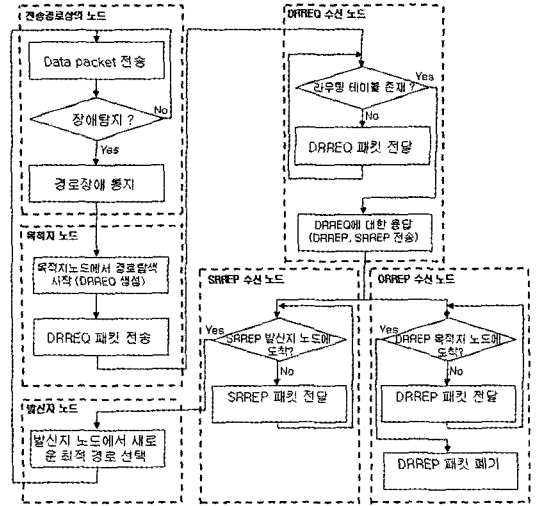 전송경로상의 노드
Data packet 전송
장애탐지 ?
No
Yes
경로장애 통지
목적지 노드
목적지노드에서 경로탐색
시작 (DRREQ 생성)
DRREQ 패킷 전송
발신지 노드
발신지 노드에서 새로
운 최적 경로 선택
DRREQ 수신 노드
라우팅 테이블 존재 ?
Yes
No
DRREQ 패킷 전달
DRREQ에 대한 응답
(DRREP, SRREP 전송)
SRREP 수신 노드
Yes
SRREP 발신지 노드에
도착?
No
SRREP 패킷 전달
DRREP 수신 노드
Yes
DRREP 목적지 노드에
도착?
No
DRREP 패킷 전달
DRREP 패킷 폐기